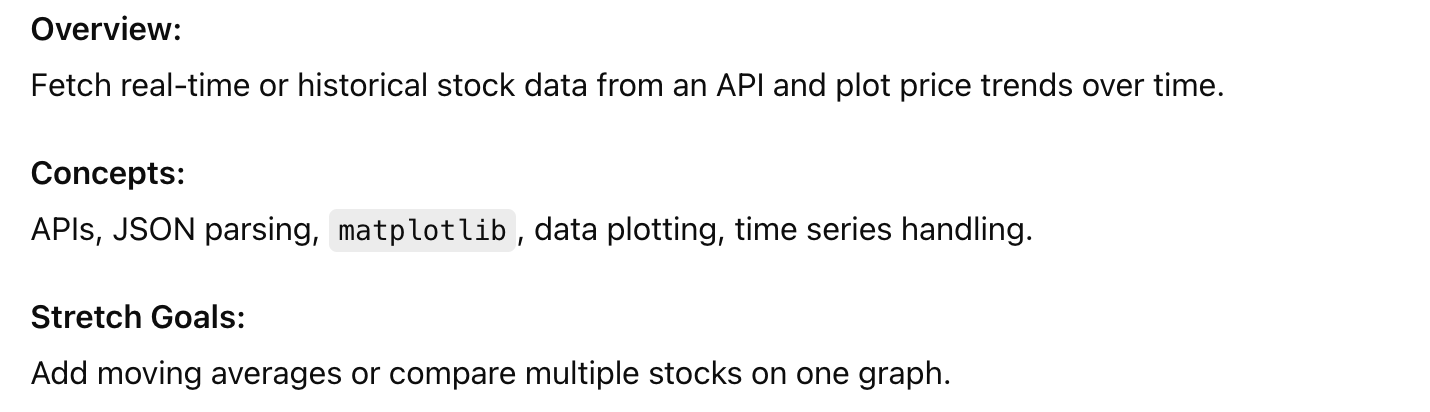 Overview:
Fetch real-time or historical stock data from an API and plot price trends over time.
Concepts:
APIs, JSON parsing, matplotlib, data plotting, time series handling.
Stretch Goals:
Add moving averages or compare multiple stocks on one graph.